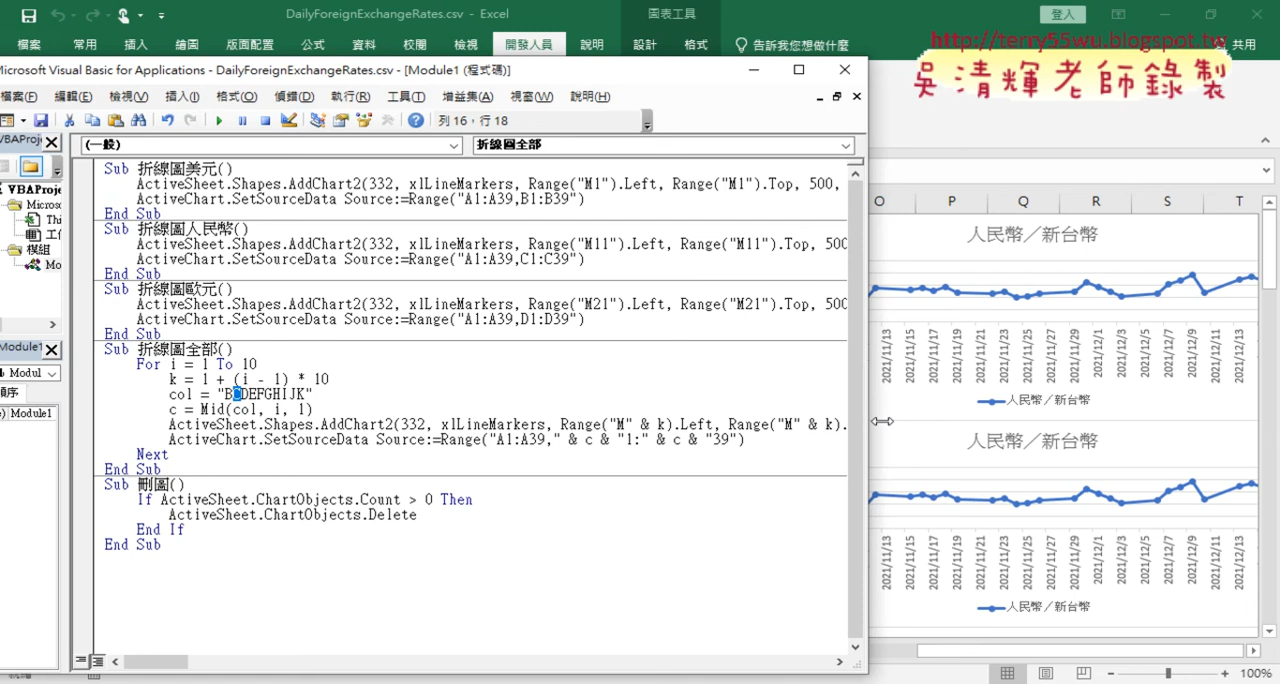 DailyForeignExchangeRates.csv - Excel
圖表工具
登入
檔案 常用 插入 繪圖 版面配置 公式 資料 校閱 檢視 開發人員 說明 設計 格式 告訴我您想做什麼 共用
http://terry55wu.blogspot.tw
吳清輝老師錄製
Microsoft Visual Basic for Applications - DailyForeignExchangeRates.csv - [Module1 (程式碼)]
檔案(F) 編輯(E) 檢視(V) 插入(I) 格式(O) 偵錯(D) 執行(R) 工具(T) 增益集(A) 視窗(W) 說明(H)
列 16，行 18
VBAProj
(一般) 折線圖全部
VBAProje
Microso
Thi
工
模組
Mo
Module1
Modul
順序
) Module1
Sub 折線圖美元()
ActiveSheet.Shapes.AddChart2(332, xlLineMarkers, Range("M1").Left, Range("M1").Top, 500,
ActiveChart.SetSourceData Source:=Range("A1:A39,B1:B39")
End Sub
Sub 折線圖人民幣()
ActiveSheet.Shapes.AddChart2(332, xlLineMarkers, Range("M11").Left, Range("M11").Top, 500
ActiveChart.SetSourceData Source:=Range("A1:A39,C1:C39")
End Sub
Sub 折線圖歐元()
ActiveSheet.Shapes.AddChart2(332, xlLineMarkers, Range("M21").Left, Range("M21").Top, 500
ActiveChart.SetSourceData Source:=Range("A1:A39,D1:D39")
End Sub
Sub 折線圖全部()
For i = 1 To 10
k = 1 + (i - 1) * 10
col = "BCDEFGHIJK"
c = Mid(col, i, 1)
ActiveSheet.Shapes.AddChart2(332, xlLineMarkers, Range("M" & k).Left, Range("M" & k).
ActiveChart.SetSourceData Source:=Range("A1:A39," & c & "1:" & c & "39")
Next
End Sub
Sub 刪圖()
If ActiveSheet.ChartObjects.Count > 0 Then
ActiveSheet.ChartObjects.Delete
End If
End Sub
O P Q R S T
人民幣／新台幣
2021/11/13 2021/11/15 2021/11/17 2021/11/19 2021/11/21 2021/11/23 2021/11/25 2021/11/27 2021/11/29 2021/12/1 2021/12/3 2021/12/5 2021/12/7 2021/12/9 2021/12/11 2021/12/13
人民幣／新台幣
人民幣／新台幣
2021/11/13 2021/11/15 2021/11/17 2021/11/19 2021/11/21 2021/11/23 2021/11/25 2021/11/27 2021/11/29 2021/12/1 2021/12/3 2021/12/5 2021/12/7 2021/12/9 2021/12/11 2021/12/13
人民幣／新台幣
100%